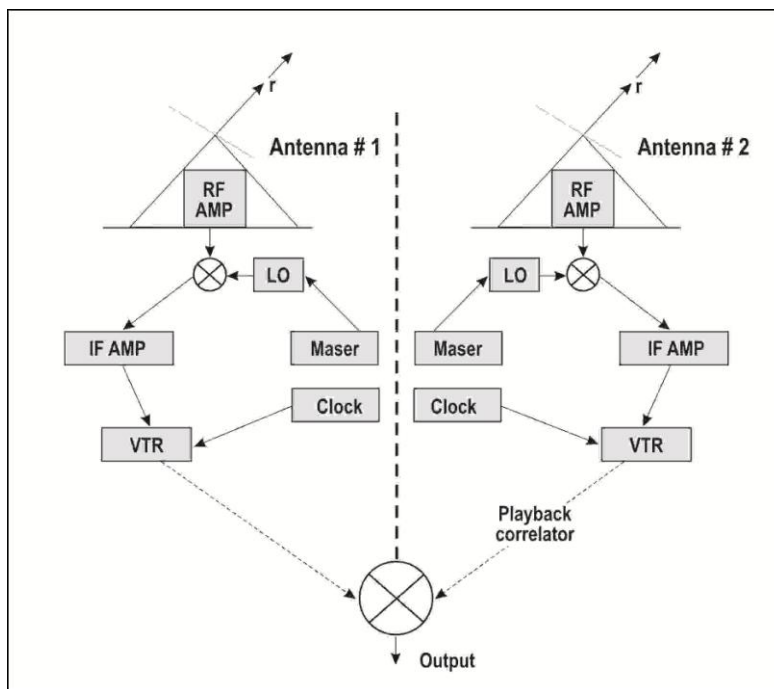 r
r
Antenna # 1
Antenna # 2
RF
AMP
RF
AMP
LO
LO
IF AMP
Maser
Maser
IF AMP
Clock
Clock
VTR
VTR
Playback
correlator
Output